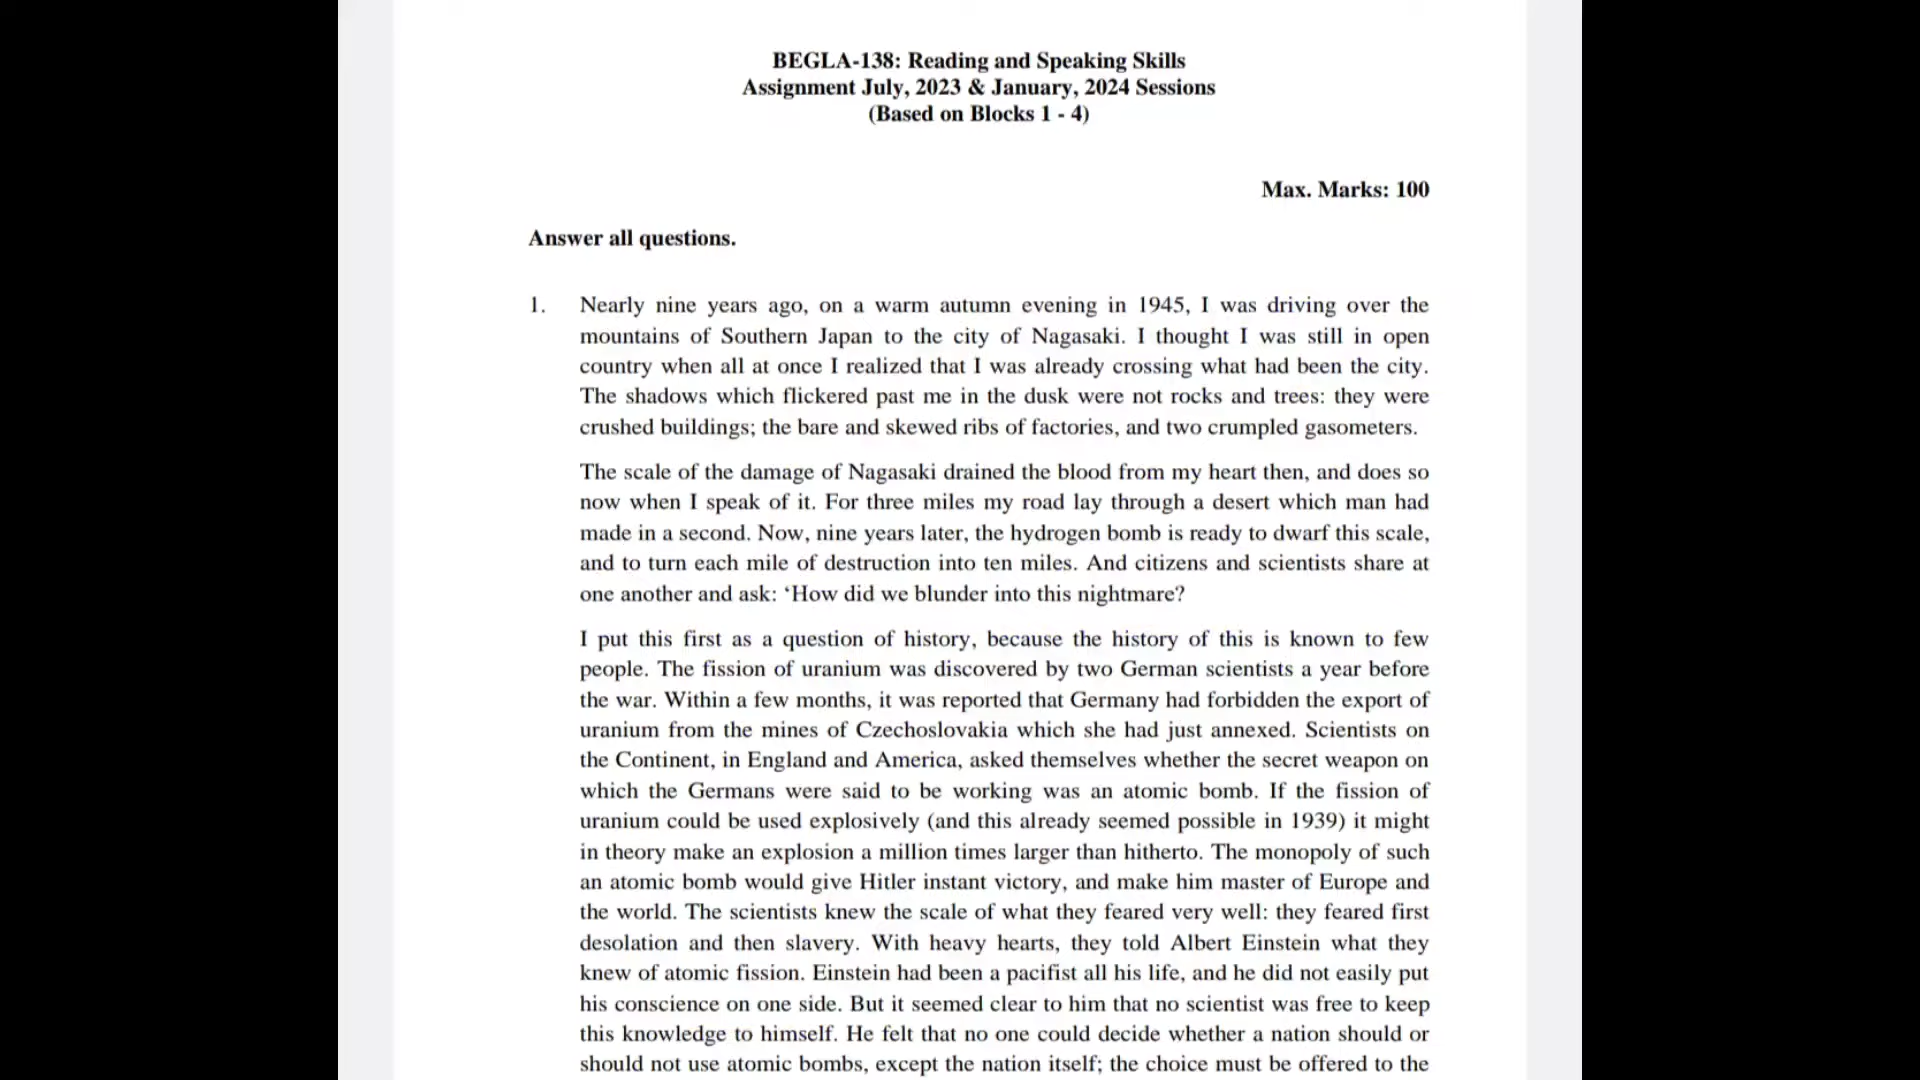 BEGLA-138: Reading and Speaking Skills
Assignment July, 2023 & January, 2024 Sessions
(Based on Blocks 1 - 4)
Max. Marks: 100
Answer all questions.
1. Nearly nine years ago, on a warm autumn evening in 1945, I was driving over the
mountains of Southern Japan to the city of Nagasaki. I thought I was still in open
country when all at once I realized that I was already crossing what had been the city.
The shadows which flickered past me in the dusk were not rocks and trees: they were
crushed buildings; the bare and skewed ribs of factories, and two crumpled gasometers.
The scale of the damage of Nagasaki drained the blood from my heart then, and does so
now when I speak of it. For three miles my road lay through a desert which man had
made in a second. Now, nine years later, the hydrogen bomb is ready to dwarf this scale,
and to turn each mile of destruction into ten miles. And citizens and scientists share at
one another and ask: ‘How did we blunder into this nightmare?
I put this first as a question of history, because the history of this is known to few
people. The fission of uranium was discovered by two German scientists a year before
the war. Within a few months, it was reported that Germany had forbidden the export of
uranium from the mines of Czechoslovakia which she had just annexed. Scientists on
the Continent, in England and America, asked themselves whether the secret weapon on
which the Germans were said to be working was an atomic bomb. If the fission of
uranium could be used explosively (and this already seemed possible in 1939) it might
in theory make an explosion a million times larger than hitherto. The monopoly of such
an atomic bomb would give Hitler instant victory, and make him master of Europe and
the world. The scientists knew the scale of what they feared very well: they feared first
desolation and then slavery. With heavy hearts, they told Albert Einstein what they
knew of atomic fission. Einstein had been a pacifist all his life, and he did not easily put
his conscience on one side. But it seemed clear to him that no scientist was free to keep
this knowledge to himself. He felt that no one could decide whether a nation should or
should not use atomic bombs, except the nation itself; the choice must be offered to the